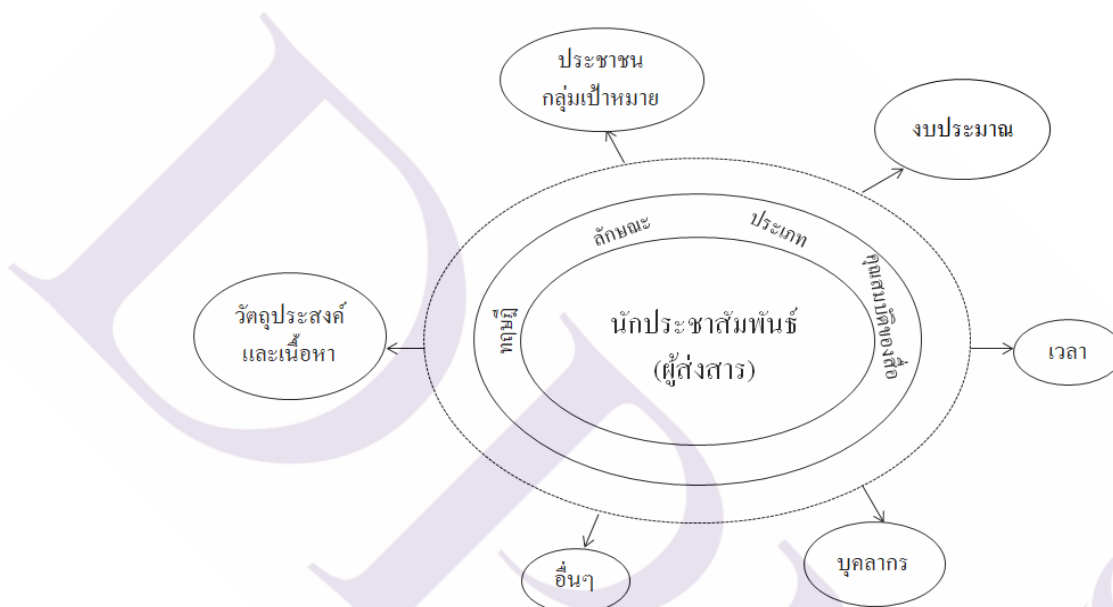 ประชาชน
กลุ่มเป้าหมาย
งบประมาณ
ลักษณะ
ประเภท
คุณสมบัติของสื่อ
ทฤษฎี
วัตถุประสงค์
และเนื้อหา
นักประชาสัมพันธ์
(ผู้ส่งสาร)
เวลา
บุคลากร
อื่นๆ